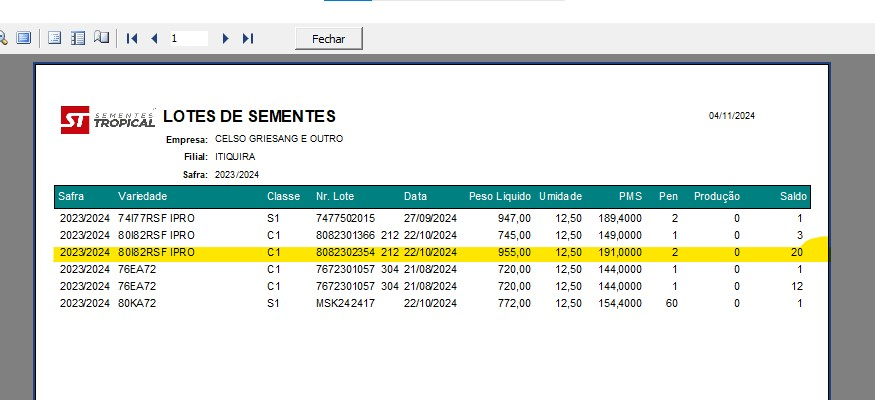 1 Fechar
ST SEMENTES TROPICAL LOTES DE SEMENTES 04/11/2024
Empresa: CELSO GRIESANG E OUTRO
Filial: ITIQUIRA
Safra: 2023/2024
Safra Variedade Classe Nr. Lote Data Peso Liquido Umidade PMS Pen Produção Saldo
2023/2024 74I77RSF IPRO S1 7477502015 27/09/2024 947,00 12,50 189,4000 2 0 1
2023/2024 80I82RSF IPRO C1 8082301366 212 22/10/2024 745,00 12,50 149,0000 1 0 3
2023/2024 80I82RSF IPRO C1 8082302354 212 22/10/2024 955,00 12,50 191,0000 2 0 20
2023/2024 76EA72 C1 7672301057 304 21/08/2024 720,00 12,50 144,0000 1 0 1
2023/2024 76EA72 C1 7672301057 304 21/08/2024 720,00 12,50 144,0000 1 0 12
2023/2024 80KA72 S1 MSK242417 22/10/2024 772,00 12,50 154,4000 60 0 1